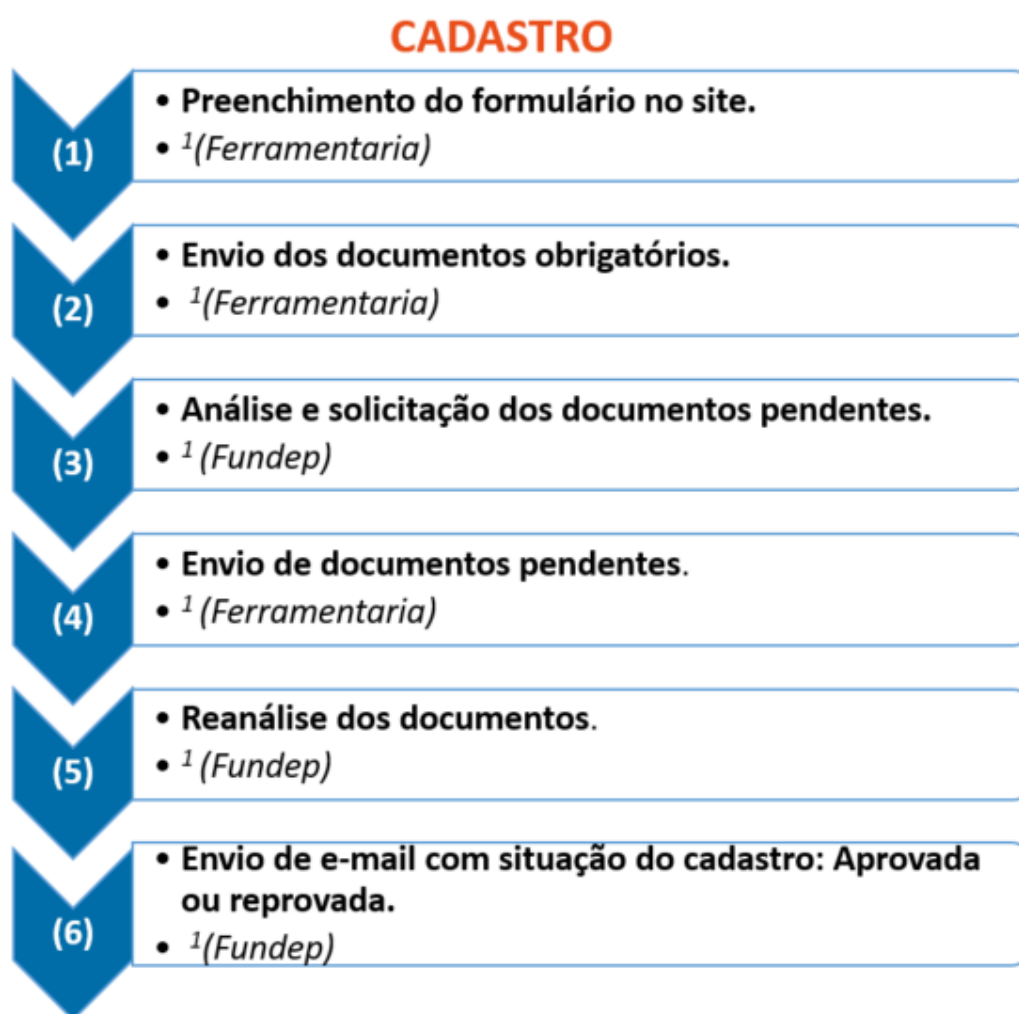 CADASTRO
(1)
• Preenchimento do formulário no site.
• ¹(Ferramentaria)
(2)
• Envio dos documentos obrigatórios.
• ¹(Ferramentaria)
(3)
• Análise e solicitação dos documentos pendentes.
• ¹ (Fundep)
(4)
• Envio de documentos pendentes.
• ¹ (Ferramentaria)
(5)
• Reanálise dos documentos.
• ¹ (Fundep)
(6)
• Envio de e-mail com situação do cadastro: Aprovada
ou reprovada.
• ¹(Fundep)